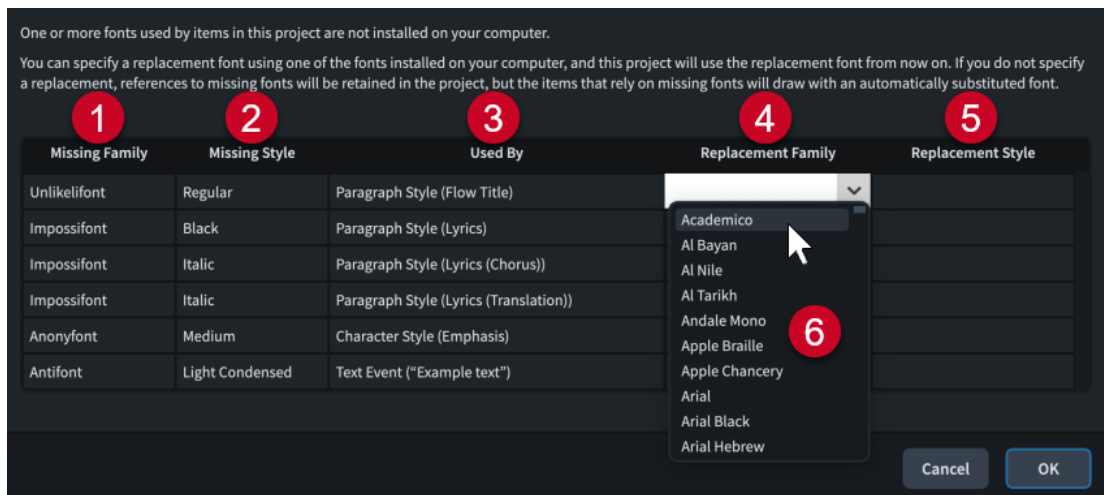 One or more fonts used by items in this project are not installed on your computer.
You can specify a replacement font using one of the fonts installed on your computer, and this project will use the replacement font from now on. If you do not specify
a replacement, references to missing fonts will be retained in the project, but the items that rely on missing fonts will draw with an automatically substituted font.
1 2 3 4 5
Missing Family Missing Style Used By Replacement Family Replacement Style
Unlikelifont Regular Paragraph Style (Flow Title)
Impossifont Black Paragraph Style (Lyrics)
Impossifont Italic Paragraph Style (Lyrics (Chorus))
Impossifont Italic Paragraph Style (Lyrics (Translation))
Anonyfont Medium Character Style (Emphasis)
Antifont Light Condensed Text Event (“Example text”)
Academico
Al Bayan
Al Nile
Al Tarikh
Andale Mono
6
Apple Braille
Apple Chancery
Arial
Arial Black
Arial Hebrew
Cancel OK